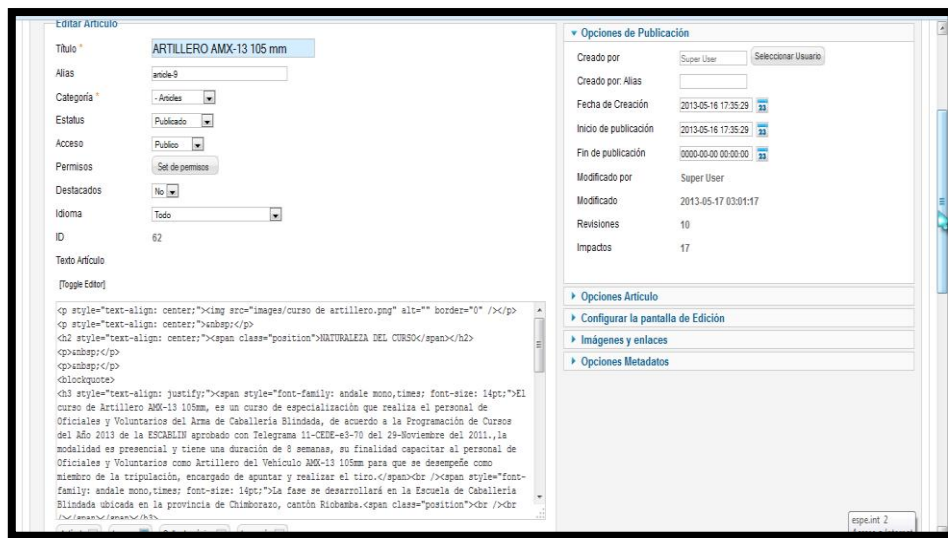 Editar Artículo
Título *
ARTILLERO AMX-13 105 mm
Alias
article-9
Categoría *
- Articles
Estatus
Publicado
Acceso
Publico
Permisos
Set de permisos
Destacados
No
Idioma
Todo
ID
62
Texto Artículo
[Toggle Editor]
<p style="text-align: center;"><img src="images/curso de artillero.png" alt="" border="0" /></p>
<p style="text-align: center;">&nbsp;</p>
<h2 style="text-align: center;"><span class="position">NATURALEZA DEL CURSO</span></h2>
<p>&nbsp;</p>
<p>&nbsp;</p>
<blockquote>
<h3 style="text-align: justify;"><span style="font-family: andale mono,times; font-size: 14pt;">El
curso de Artillero AMX-13 105mm, es un curso de especialización que realiza el personal de
Oficiales y Voluntarios del Arma de Caballería Blindada, de acuerdo a la Programación de Cursos
del Año 2013 de la ESCABLIN aprobado con Telegrama 11-CEDE-e3-70 del 29-Noviembre del 2011.,la
modalidad es presencial y tiene una duración de 8 semanas, su finalidad capacitar al personal de
Oficiales y Voluntarios como Artillero del Vehículo AMX-13 105mm para que se desempeñe como
miembro de la tripulación, encargado de apuntar y realizar el tiro.</span><br /><span style="font-
family: andale mono,times; font-size: 14pt;">La fase se desarrollará en la Escuela de Caballería
Blindada ubicada en la provincia de Chimborazo, cantón Riobamba.<span class="position"><br /><br
/></span></span></h3>
Opciones de Publicación
Creado por
Super User
Seleccionar Usuario
Creado por: Alias
Fecha de Creación
2013-05-16 17:35:29
23
Inicio de publicación
2013-05-16 17:35:29
23
Fin de publicación
0000-00-00 00:00:00
23
Modificado por
Super User
Modificado
2013-05-17 03:01:17
Revisiones
10
Impactos
17
Opciones Artículo
Configurar la pantalla de Edición
Imágenes y enlaces
Opciones Metadatos
espe.int 2